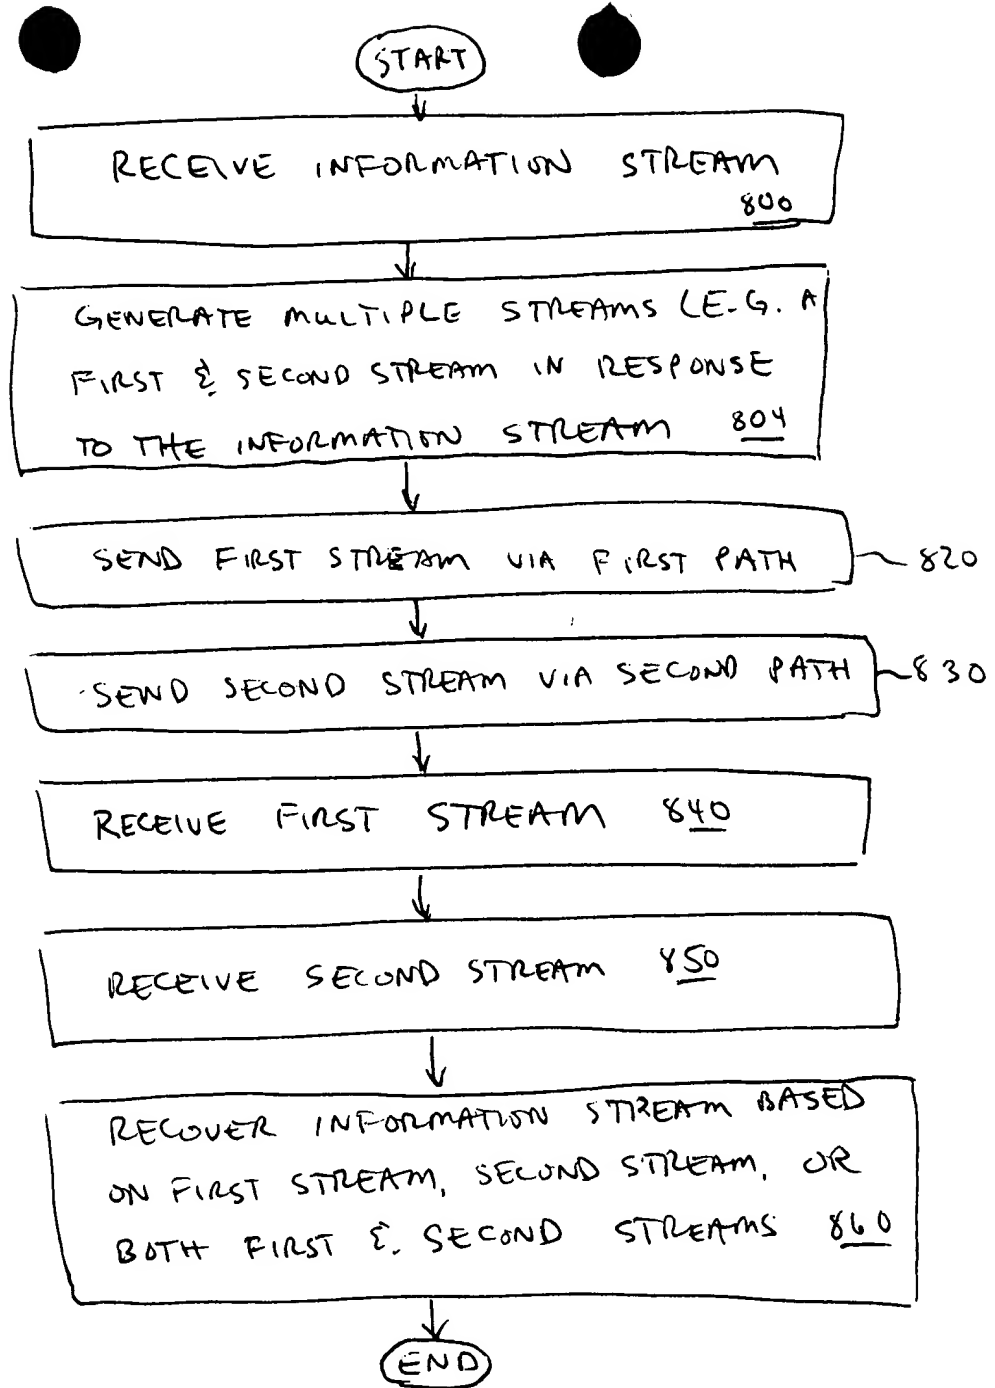 START
RECEIVE INFORMATION STREAM
800
GENERATE MULTIPLE STREAMS (E.G. A
FIRST & SECOND STREAM IN RESPONSE
TO THE INFORMATION STREAM 804
SEND FIRST STREAM VIA FIRST PATH 820
SEND SECOND STREAM VIA SECOND PATH 830
RECEIVE FIRST STREAM 840
RECEIVE SECOND STREAM 850
RECOVER INFORMATION STREAM BASED
ON FIRST STREAM, SECOND STREAM, OR
BOTH FIRST & SECOND STREAMS 860
END